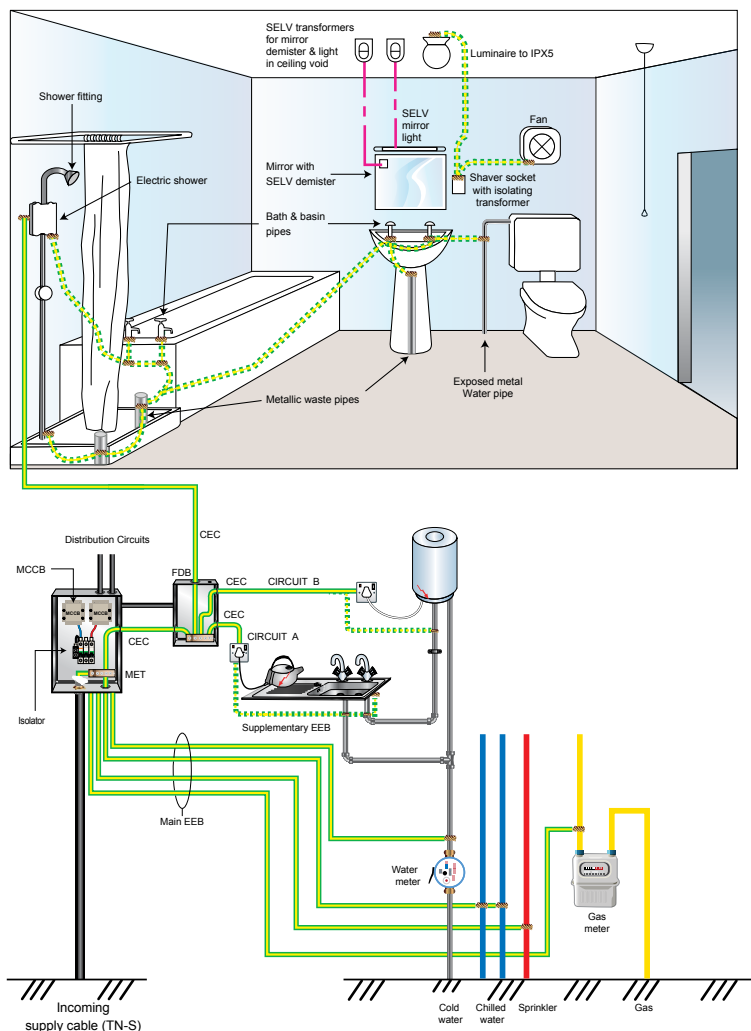 SELV transformers
for mirror
demister & light
in ceiling void
Luminaire to IPX5
Shower fitting
SELV
mirror
light
Fan
Electric shower
Mirror with
SELV demister
Shaver socket
with isolating
transformer
Bath & basin
pipes
Metallic waste pipes
Exposed metal
Water pipe
CEC
Distribution Circuits
MCCB
FDB
CEC
CIRCUIT B
MCCB
MCCB
CEC
CEC
CIRCUIT A
MET
Isolator
Supplementary EEB
Main EEB
Water
meter
Gas
meter
Incoming
supply cable (TN-S)
Cold
water
Chilled
water
Sprinkler
Gas